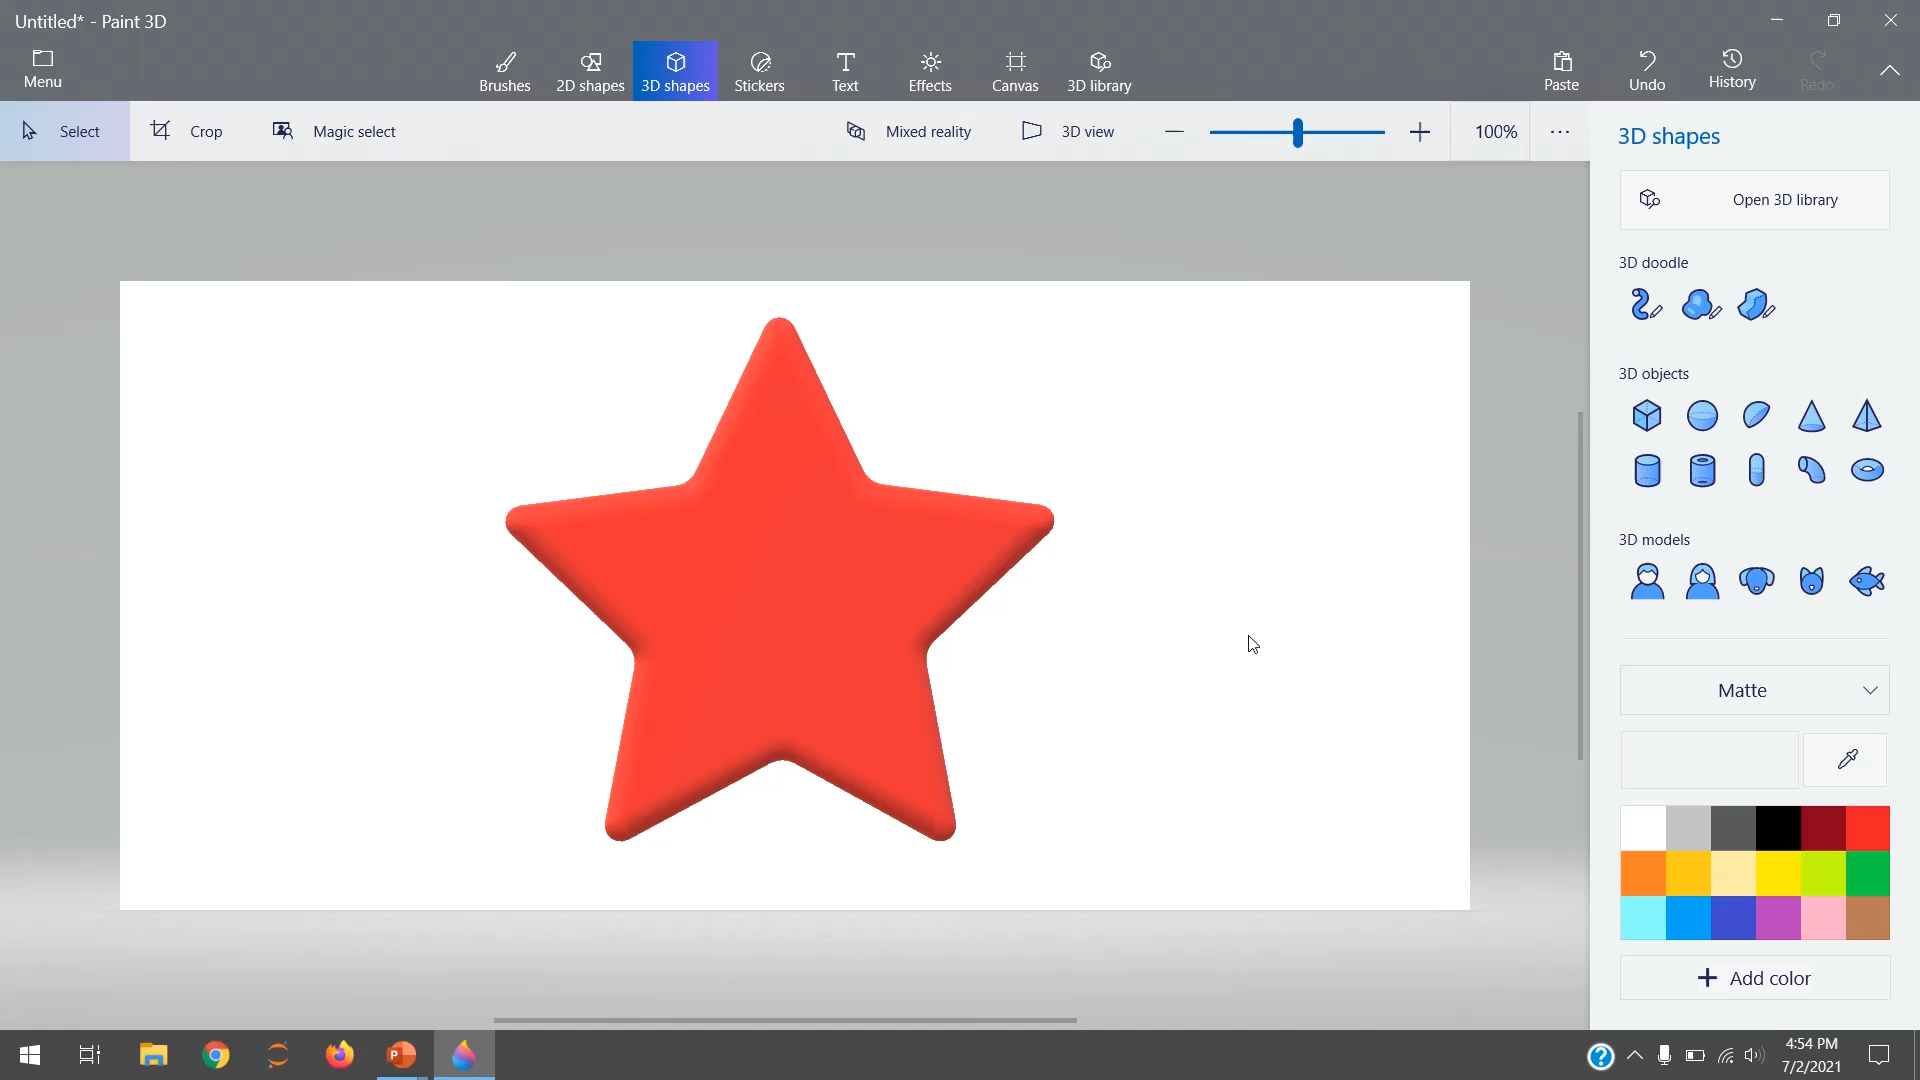 Untitled* - Paint 3D
Menu
Brushes
2D shapes
3D shapes
Stickers
Text
Effects
Canvas
3D library
Paste
Undo
History
Redo
Select
Crop
Magic select
Mixed reality
3D view
100%
3D shapes
Open 3D library
3D doodle
3D objects
3D models
Matte
Add color
4:54 PM
7/2/2021